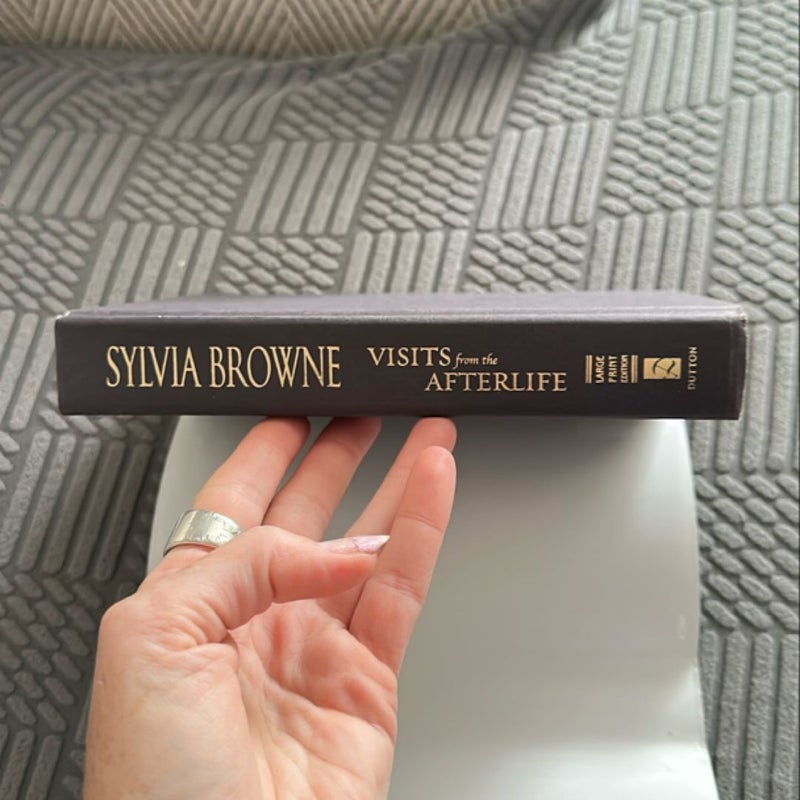 SYLVIA BROWNE
VISITS from the
AFTERLIFE
LARGE
PRINT
EDITION
DUTTON